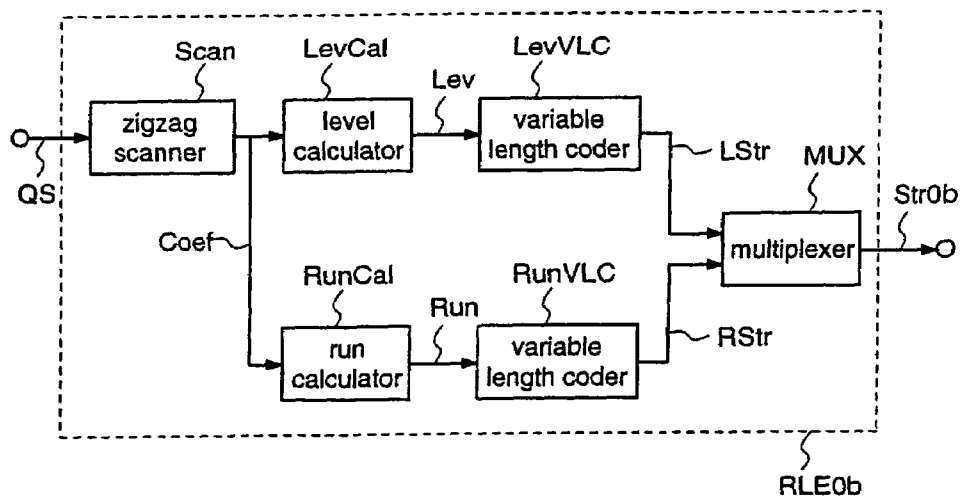 Scan
LevCal
Lev
LevVLC
zigzag
scanner
level
calculator
variable
length coder
QS
LStr
MUX
Str0b
Coef
multiplexer
RunCal
Run
RunVLC
RStr
run
calculator
variable
length coder
RLE0b